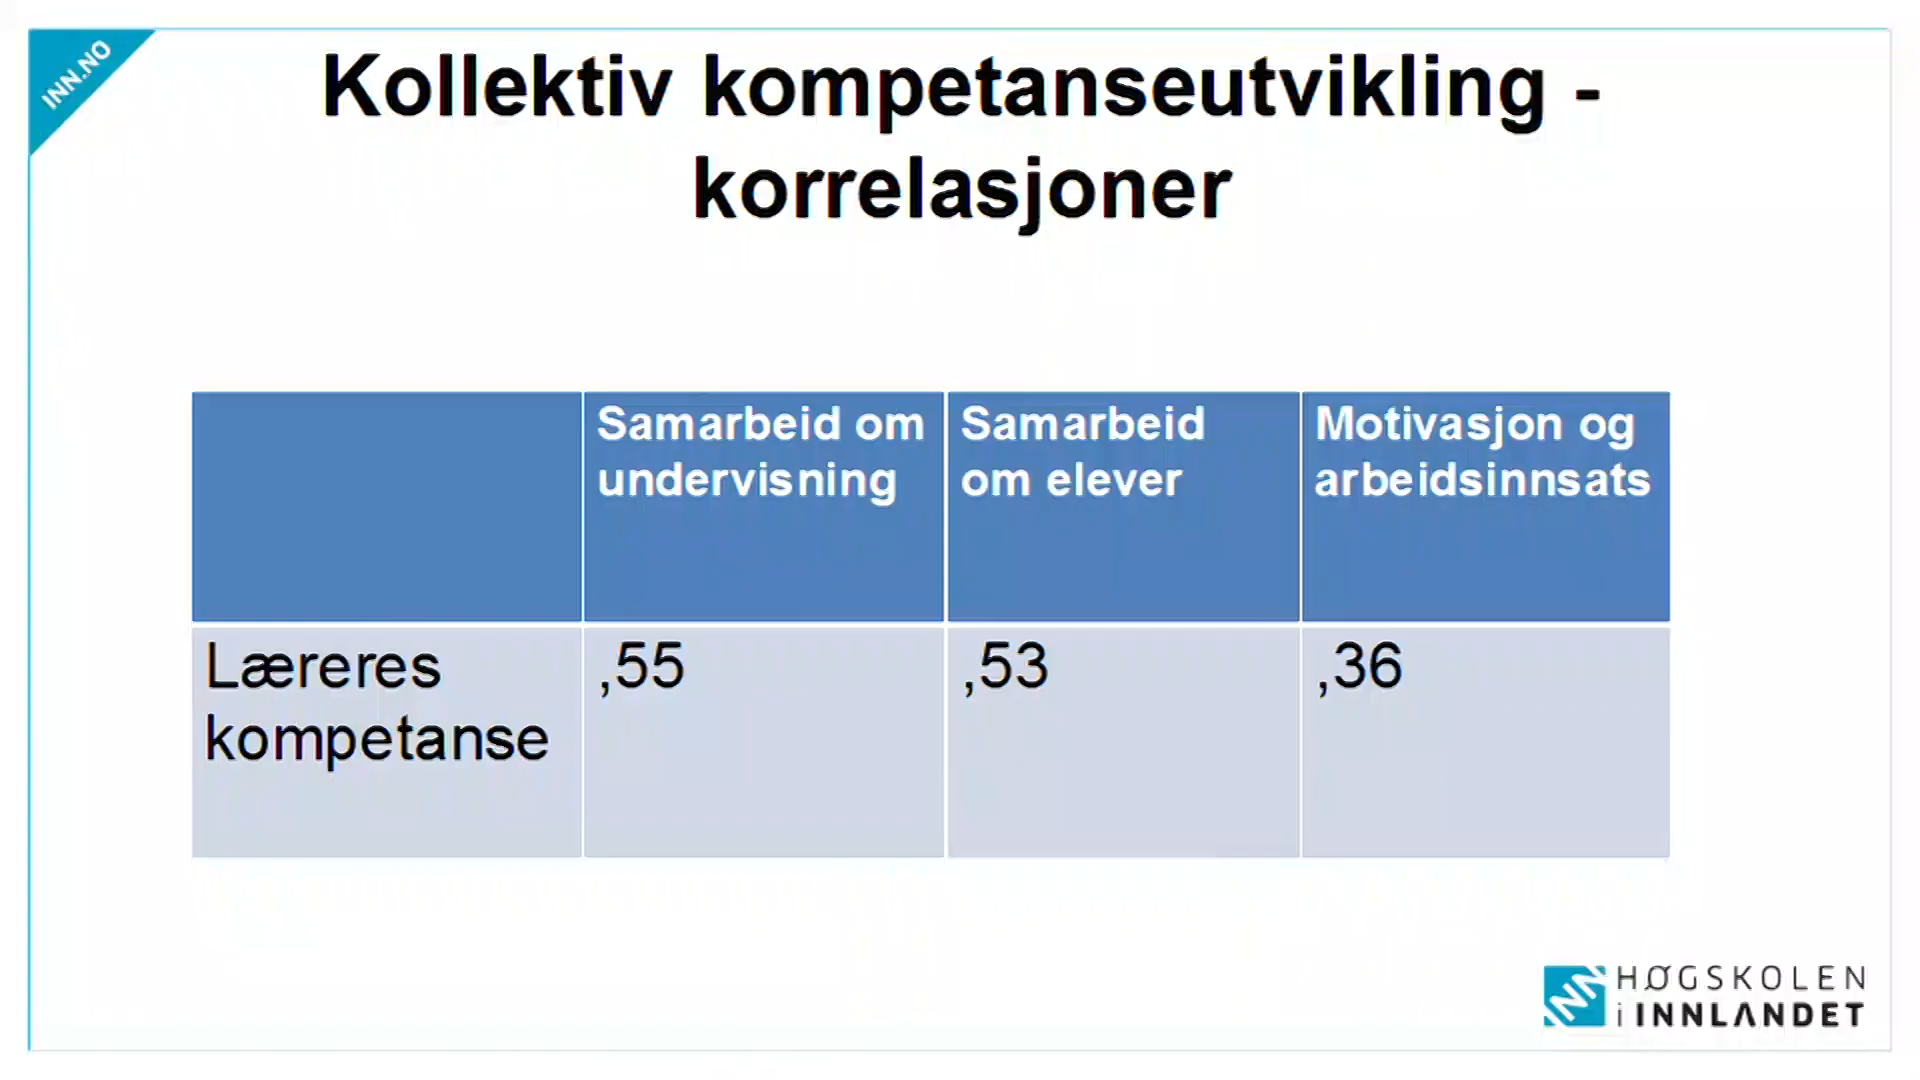 INN.NO
Kollektiv kompetanseutvikling -
korrelasjoner
Samarbeid om
undervisning
Samarbeid
om elever
Motivasjon og
arbeidsinnsats
Læreres
kompetanse
,55
,53
,36
HØGSKOLEN
i INNLANDET